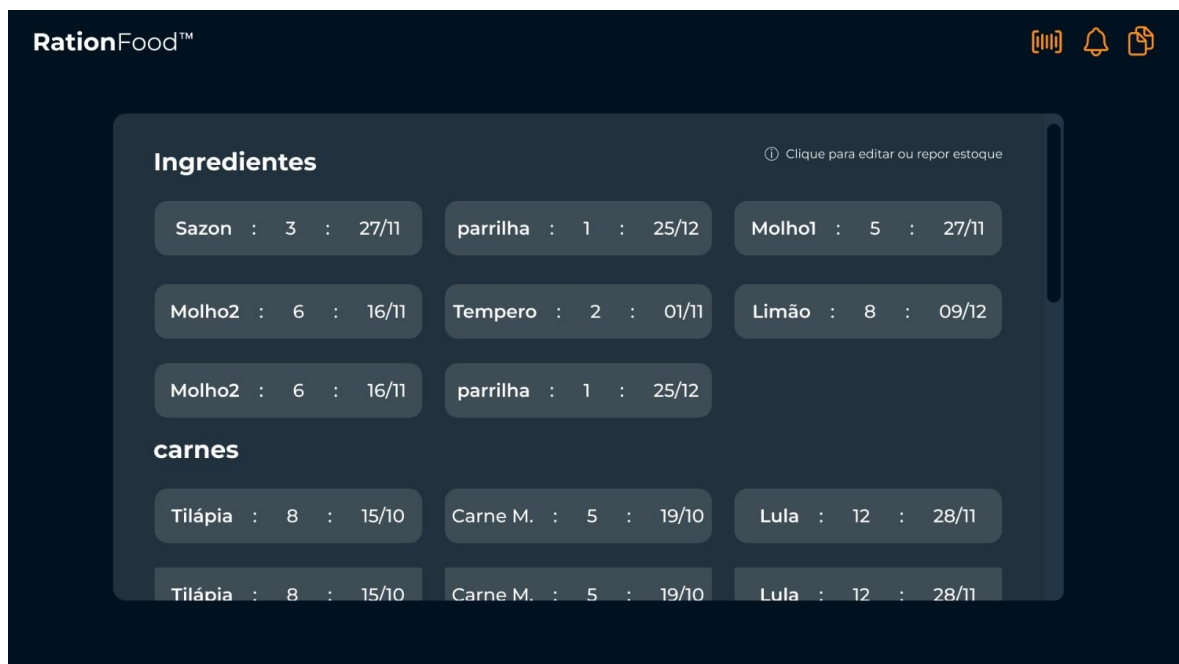 RationFood™
Ingredientes
Clique para editar ou repor estoque
Sazon : 3 : 27/11
parrilha : 1 : 25/12
Molho1 : 5 : 27/11
Molho2 : 6 : 16/11
Tempero : 2 : 01/11
Limão : 8 : 09/12
Molho2 : 6 : 16/11
parrilha : 1 : 25/12
carnes
Tilápia : 8 : 15/10
Carne M. : 5 : 19/10
Lula : 12 : 28/11
Tilápia : 8 : 15/10
Carne M. : 5 : 19/10
Lula : 12 : 28/11